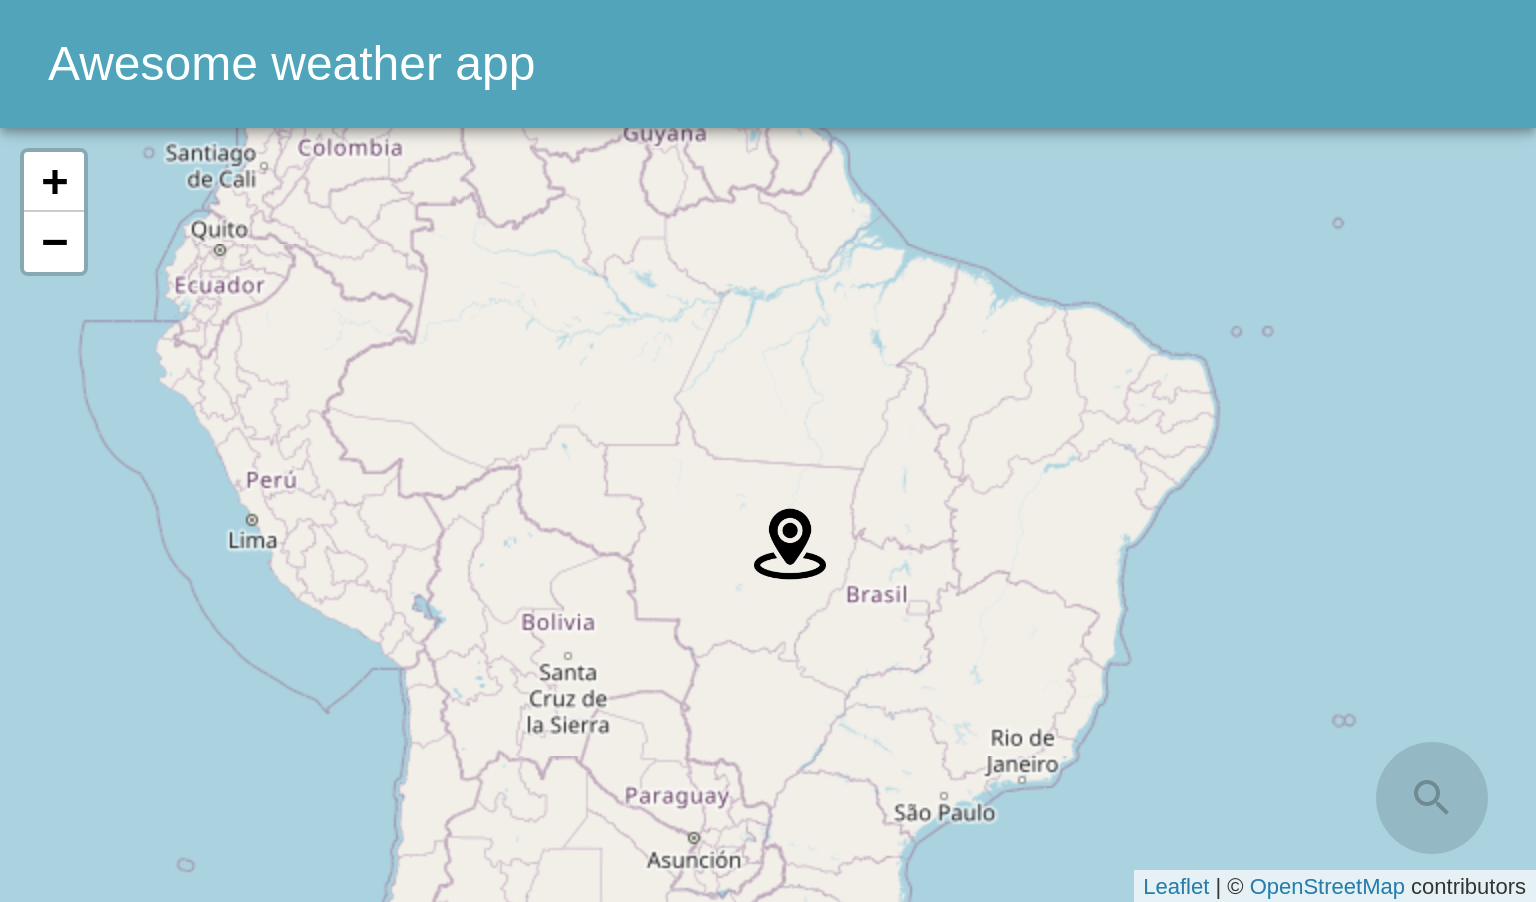 Awesome weather app
Guyana
Colombia
Santiago
de Cali
+
−
Quito
Ecuador
Perú
Lima
Brasil
Bolivia
Santa
Cruz de
la Sierra
Rio de
Janeiro
Paraguay
São Paulo
Asunción
Leaflet | © OpenStreetMap contributors